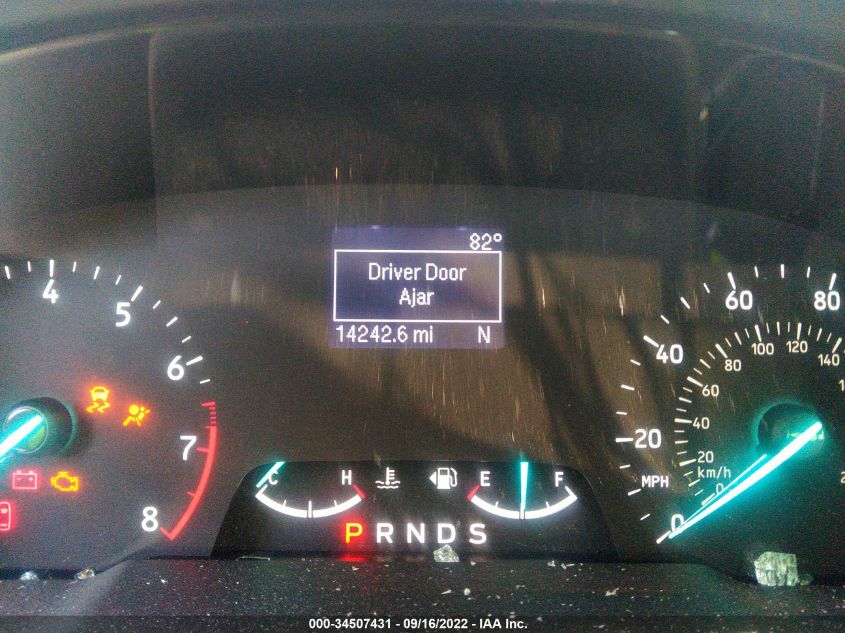 82°
Driver Door
Ajar
14242.6 mi N
4
5
6
7
8
C H
E F
P R N D S
60 80
40
20
MPH
0
80 100 120 140
60
40
20
km/h
0
000-34507431 - 09/16/2022 - IAA Inc.